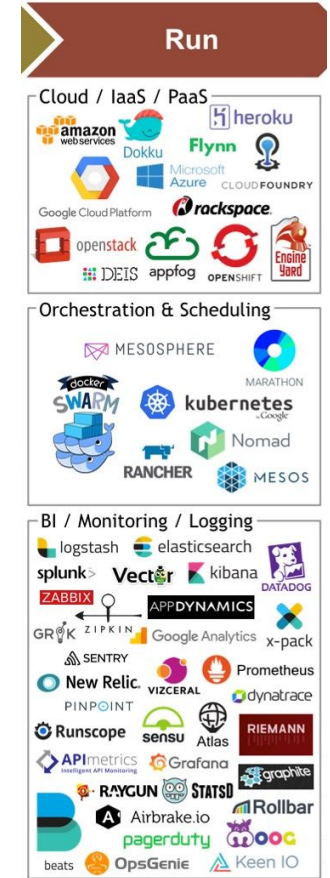 Run
Cloud / IaaS / PaaS
amazon
webservices
Dokku
heroku
Flynn
Google Cloud Platform
Microsoft
Azure
CLOUDFOUNDRY
rackspace.
openstack
DEIS
appfog
OPENSHIFT
Engine
Yard
Orchestration & Scheduling
MESOSPHERE
MARATHON
docker
SWARM
kubernetes
by Google
Nomad
RANCHER
MESOS
BI / Monitoring / Logging
logstash
elasticsearch
splunk>
Vector
kibana
DATADOG
ZABBIX
APPDYNAMICS
GROK
ZIPKIN
Google Analytics
x-pack
SENTRY
New Relic.
VIZCERAL
Prometheus
PINPOINT
dynatrace
Runscope
sensu
Atlas
RIEMANN
APImetrics
Intelligent API Monitoring
Grafana
graphite
RAYGUN
STATSD
Rollbar
Airbrake.io
pagerduty
MOOG
beats
OpsGenie
Keen IO